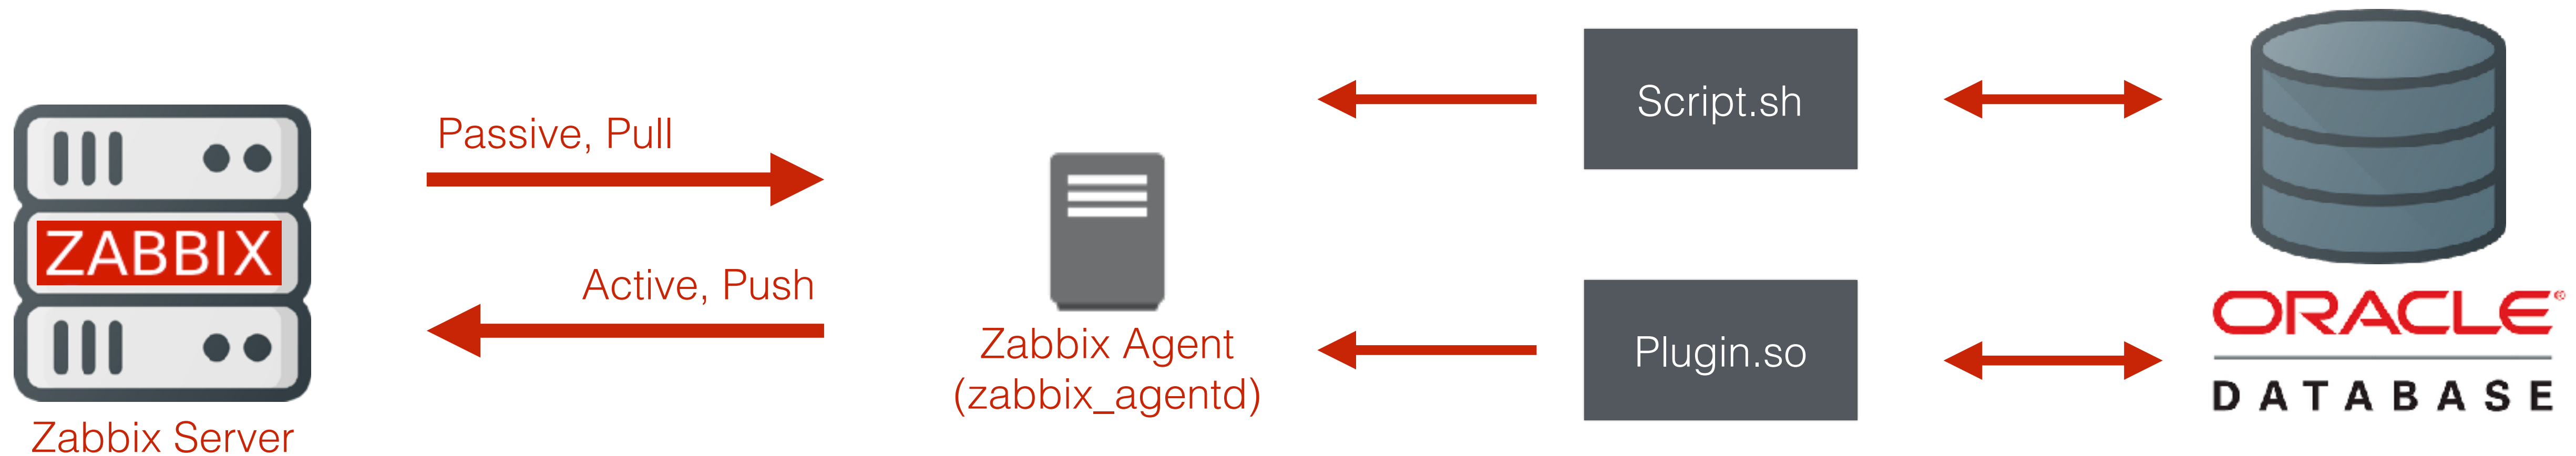 ZABBIX
Zabbix Server
Passive, Pull
Active, Push
Zabbix Agent
(zabbix_agentd)
Script.sh
Plugin.so
ORACLE®
DATABASE